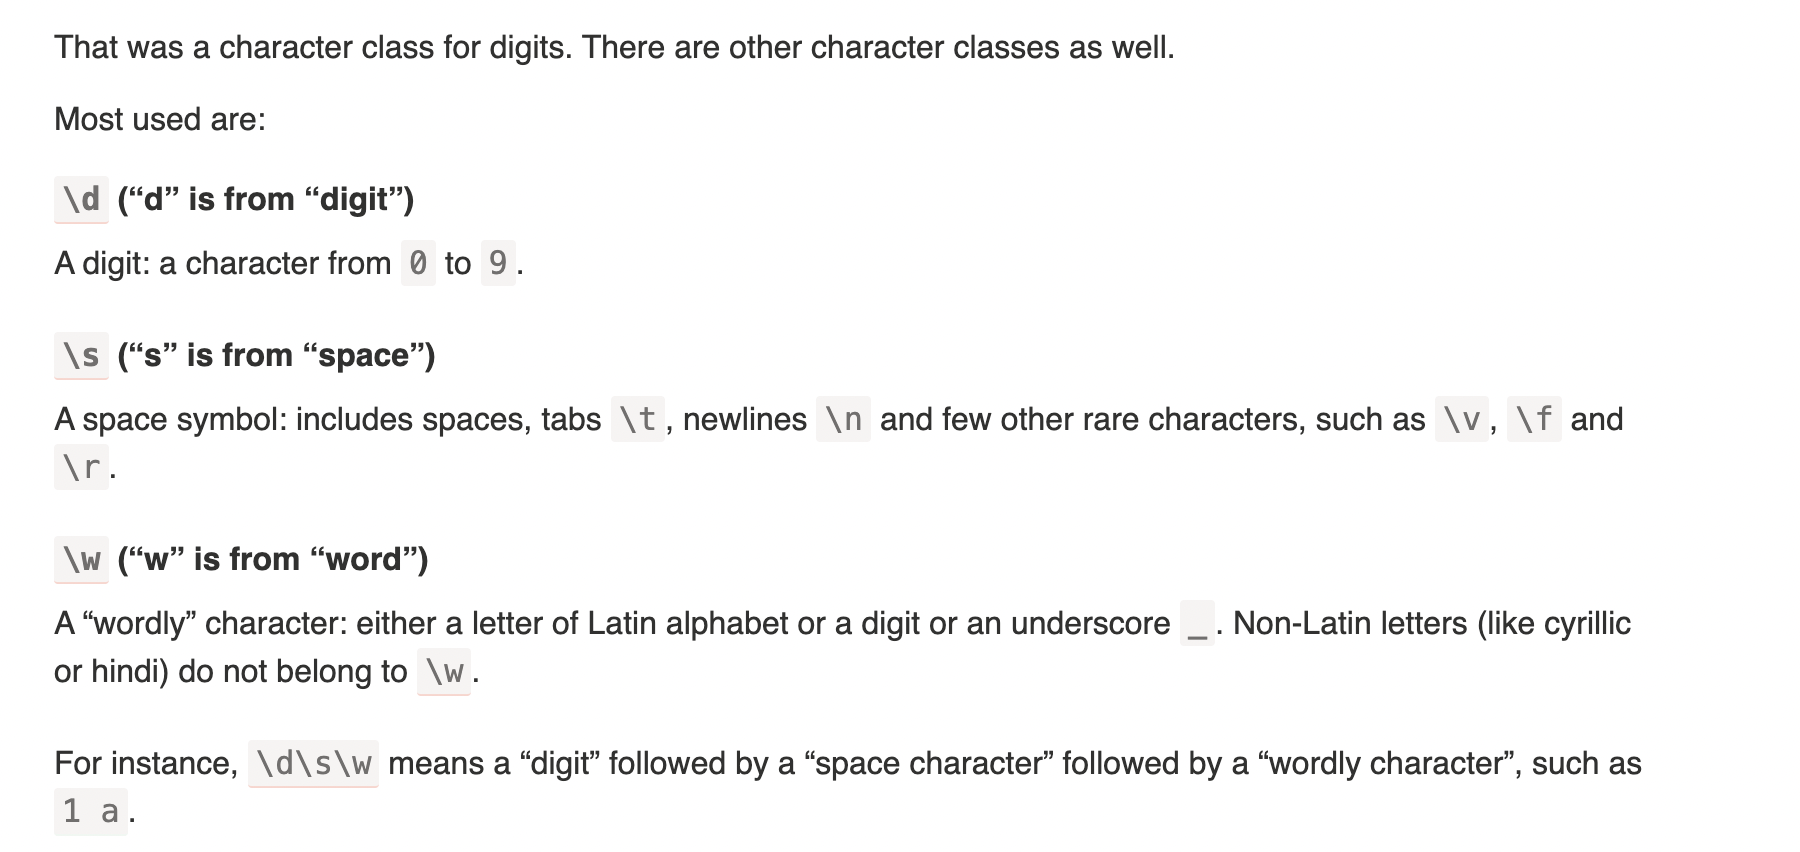 That was a character class for digits. There are other character classes as well.
Most used are:
\d (“d” is from “digit”)
A digit: a character from 0 to 9.
\s (“s” is from “space”)
A space symbol: includes spaces, tabs \t, newlines \n and few other rare characters, such as \v, \f and
\r.
\w (“w” is from “word”)
A “wordly” character: either a letter of Latin alphabet or a digit or an underscore _. Non-Latin letters (like cyrillic
or hindi) do not belong to \w.
For instance, \d\s\w means a “digit” followed by a “space character” followed by a “wordly character”, such as
1 a.